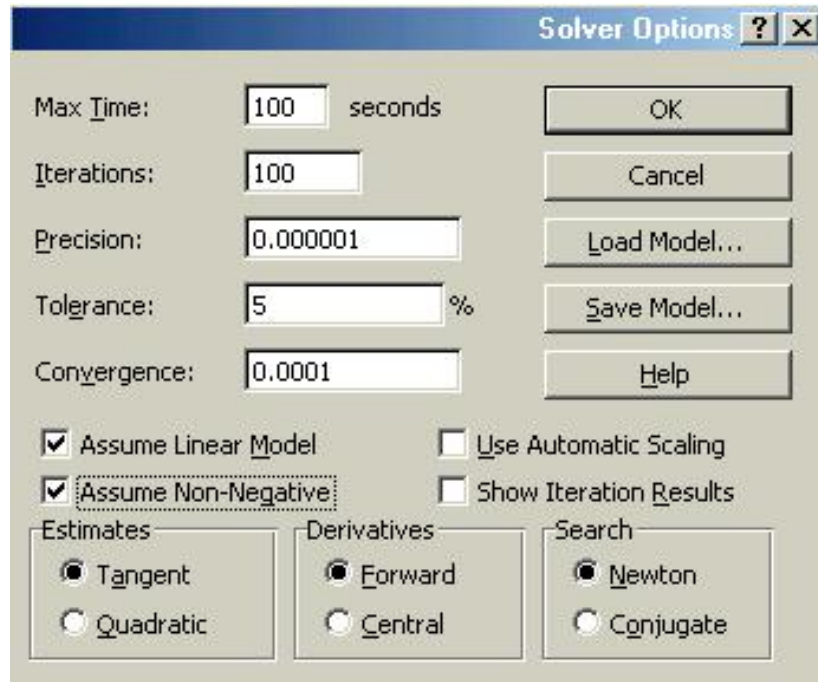 Solver Options ? X
Max Time: 100 seconds OK
Iterations: 100 Cancel
Precision: 0.000001 Load Model...
Tolerance: 5 % Save Model...
Convergence: 0.0001 Help
Assume Linear Model Use Automatic Scaling
Assume Non-Negative Show Iteration Results
Estimates Derivatives Search
Tangent Forward Newton
Quadratic Central Conjugate